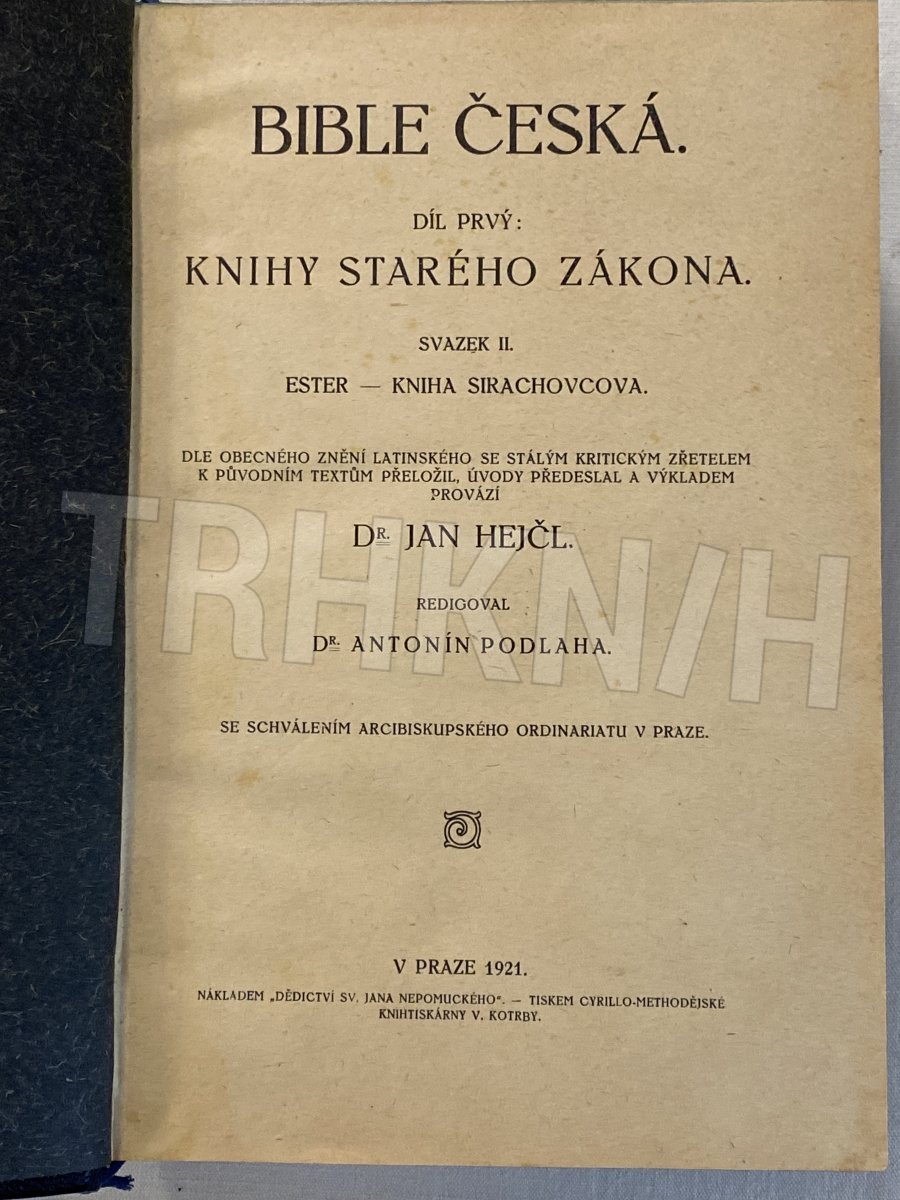 BIBLE ČESKÁ.
DÍL PRVÝ:
KNIHY STARÉHO ZÁKONA.
SVAZEK II.
ESTER — KNIHA SIRACHOVCOVA.
DLE OBECNÉHO ZNĚNÍ LATINSKÉHO SE STÁLÝM KRITICKÝM ZŘETELEM
K PŮVODNÍM TEXTŮM PŘELOŽIL, ÚVODY PŘEDESLAL A VÝKLADEM
PROVÁZÍ
DR. JAN HEJČL.
TRHKN/H
REDIGOVAL
DR. ANTONÍN PODLAHA.
SE SCHVÁLENÍM ARCIBISKUPSKÉHO ORDINARIATU V PRAZE.
V PRAZE 1921.
NÁKLADEM „DĚDICTVÍ SV. JANA NEPOMUCKÉHO“. — TISKEM CYRILLO-METHODĚJSKÉ
KNIHTISKÁRNY V. KOTRBY.